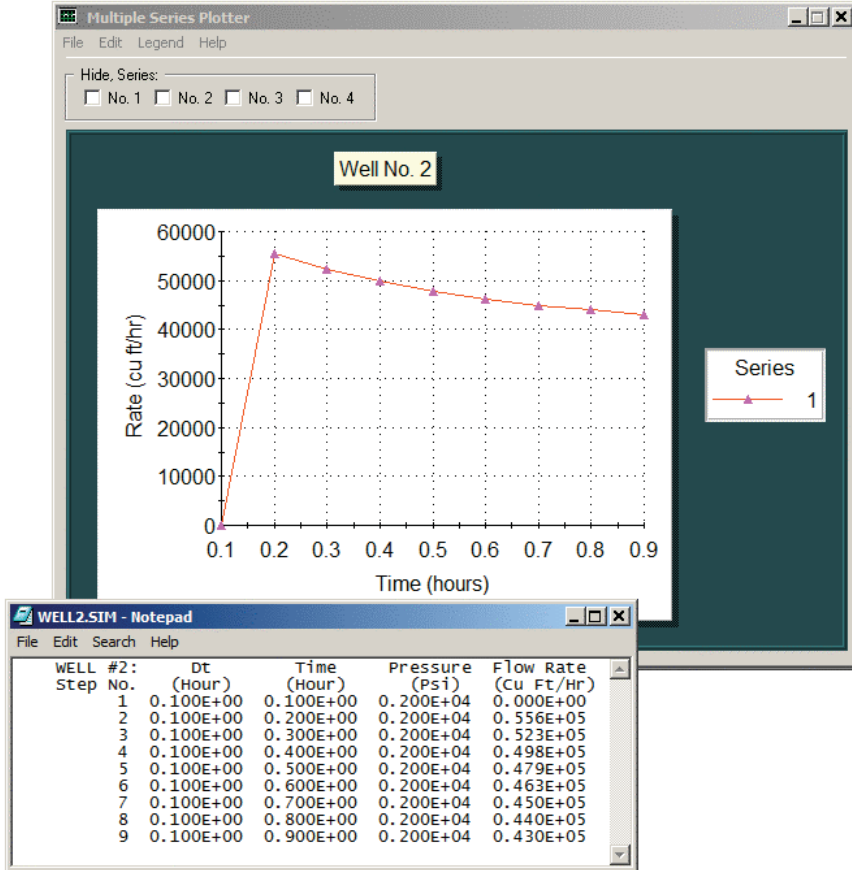 Multiple Series Plotter
File Edit Legend Help
Hide, Series:
No. 1 No. 2 No. 3 No. 4
Well No. 2
60000
50000
40000
30000
20000
10000
0
Rate (cu ft/hr)
0.1 0.2 0.3 0.4 0.5 0.6 0.7 0.8 0.9
Time (hours)
Series
1
WELL2.SIM - Notepad
File Edit Search Help
WELL #2: Dt Time Pressure Flow Rate
Step No. (Hour) (Hour) (Psi) (Cu Ft/Hr)
1 0.100E+00 0.100E+00 0.200E+04 0.000E+00
2 0.100E+00 0.200E+00 0.200E+04 0.556E+05
3 0.100E+00 0.300E+00 0.200E+04 0.523E+05
4 0.100E+00 0.400E+00 0.200E+04 0.498E+05
5 0.100E+00 0.500E+00 0.200E+04 0.479E+05
6 0.100E+00 0.600E+00 0.200E+04 0.463E+05
7 0.100E+00 0.700E+00 0.200E+04 0.450E+05
8 0.100E+00 0.800E+00 0.200E+04 0.440E+05
9 0.100E+00 0.900E+00 0.200E+04 0.430E+05